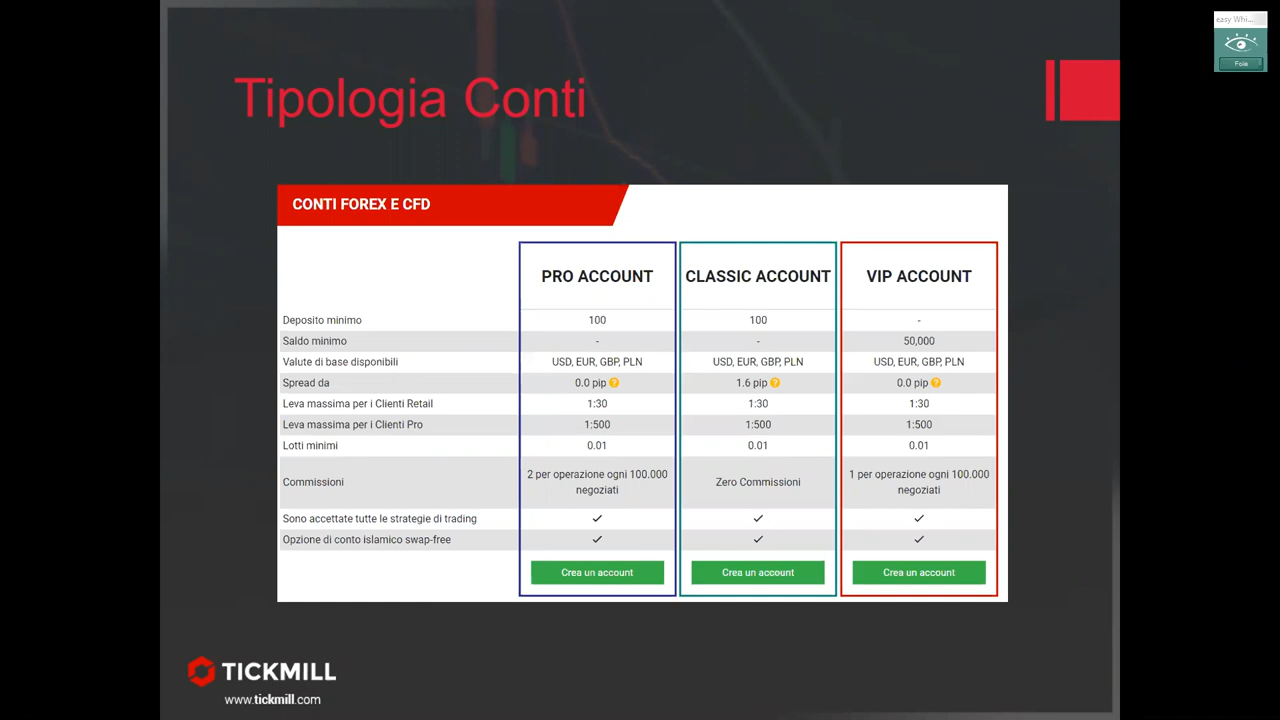 easy Whi...
Foie
Tipologia Conti
CONTI FOREX E CFD
PRO ACCOUNT CLASSIC ACCOUNT VIP ACCOUNT
Deposito minimo 100 100 -
Saldo minimo - - 50,000
Valute di base disponibili USD, EUR, GBP, PLN USD, EUR, GBP, PLN USD, EUR, GBP, PLN
Spread da 0.0 pip ? 1.6 pip ? 0.0 pip ?
Leva massima per i Clienti Retail 1:30 1:30 1:30
Leva massima per i Clienti Pro 1:500 1:500 1:500
Lotti minimi 0.01 0.01 0.01
Commissioni 2 per operazione ogni 100.000 negoziati Zero Commissioni 1 per operazione ogni 100.000 negoziati
Sono accettate tutte le strategie di trading ✓ ✓ ✓
Opzione di conto islamico swap-free ✓ ✓ ✓
Crea un account Crea un account Crea un account
TICKMILL
www.tickmill.com